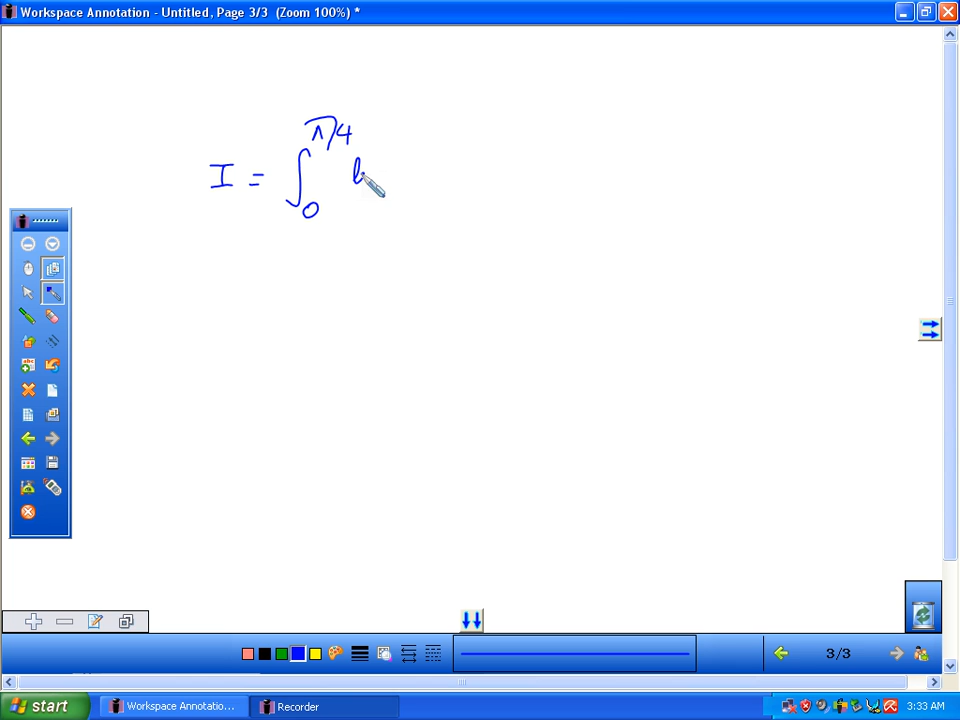 Workspace Annotation - Untitled, Page 3/3 (Zoom 100%) *
I = ∫₀^{π/4}
abc
3/3
start
Workspace Annotatio...
Recorder
3:33 AM